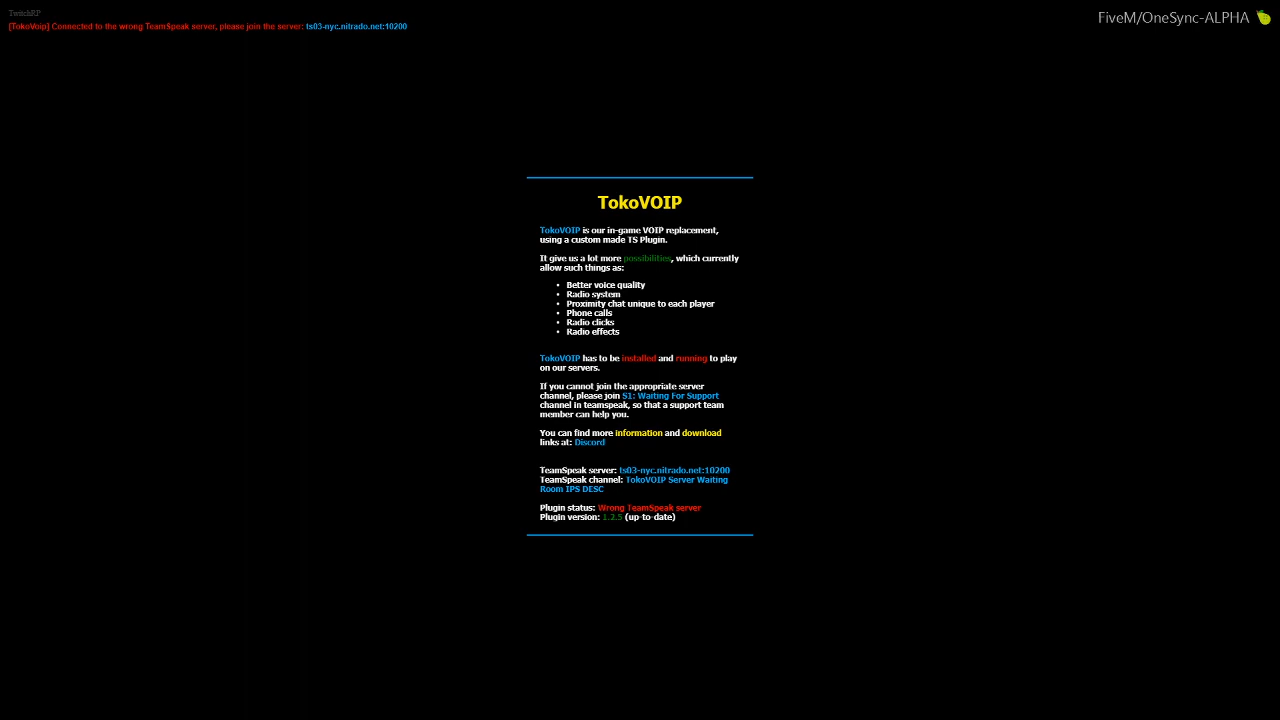 TwitchRP
[TokoVoip] Connected to the wrong TeamSpeak server, please join the server: ts03-nyc.nitrado.net:10200
FiveM/OneSync-ALPHA
TokoVOIP
TokoVOIP is our in-game VOIP replacement,
using a custom made TS Plugin.
It give us a lot more possibilities, which currently
allow such things as:
• Better voice quality
• Radio system
• Proximity chat unique to each player
• Phone calls
• Radio clicks
• Radio effects
TokoVOIP has to be installed and running to play
on our servers.
If you cannot join the appropriate server
channel, please join S1: Waiting For Support
channel in teamspeak, so that a support team
member can help you.
You can find more information and download
links at: Discord
TeamSpeak server: ts03-nyc.nitrado.net:10200
TeamSpeak channel: TokoVOIP Server Waiting
Room IPS DESC
Plugin status: Wrong TeamSpeak server
Plugin version: 1.2.5 (up-to-date)